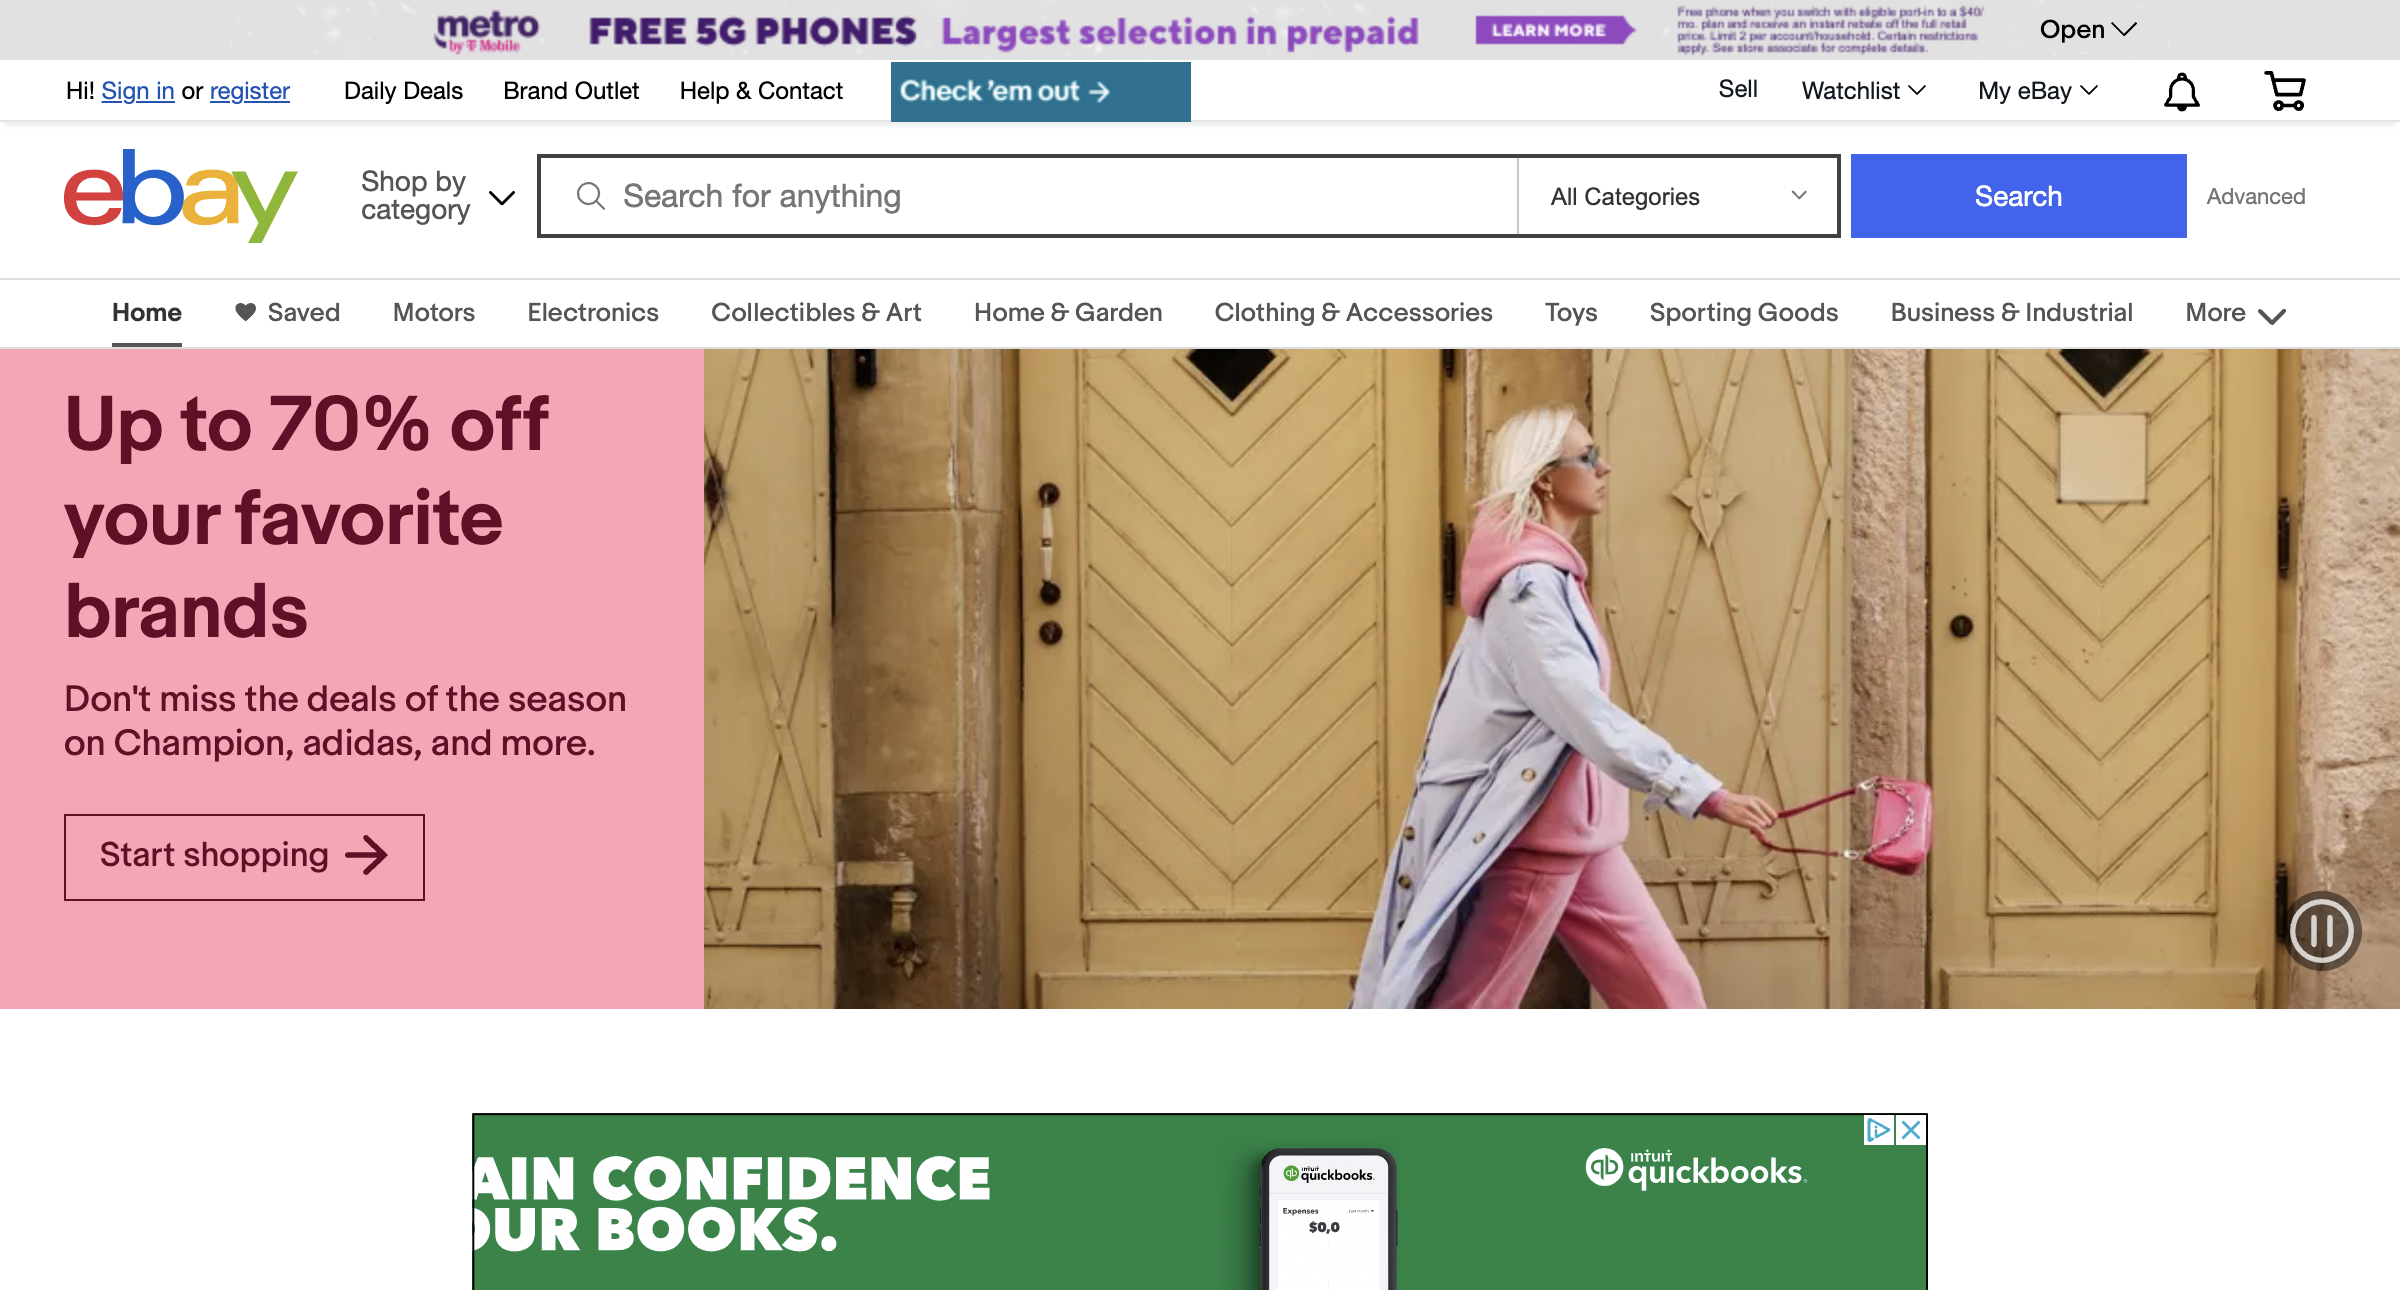 metro
by T Mobile
FREE 5G PHONES Largest selection in prepaid
LEARN MORE
Free phone when you switch with eligible port-in to a $40/
mo. plan and receive an instant rebate off the full retail
price. Limit 2 per account/household. Certain restrictions
apply. See store associate for complete details.
Open
Hi! Sign in or register
Daily Deals
Brand Outlet
Help & Contact
Check 'em out →
Sell
Watchlist
My eBay
ebay
Shop by
category
Search for anything
All Categories
Search
Advanced
Home
Saved
Motors
Electronics
Collectibles & Art
Home & Garden
Clothing & Accessories
Toys
Sporting Goods
Business & Industrial
More
Up to 70% off
your favorite
brands
Don't miss the deals of the season
on Champion, adidas, and more.
Start shopping →
AIN CONFIDENCE
OUR BOOKS.
intuit
quickbooks.
Expenses
Last month
$0,0
intuit
quickbooks.